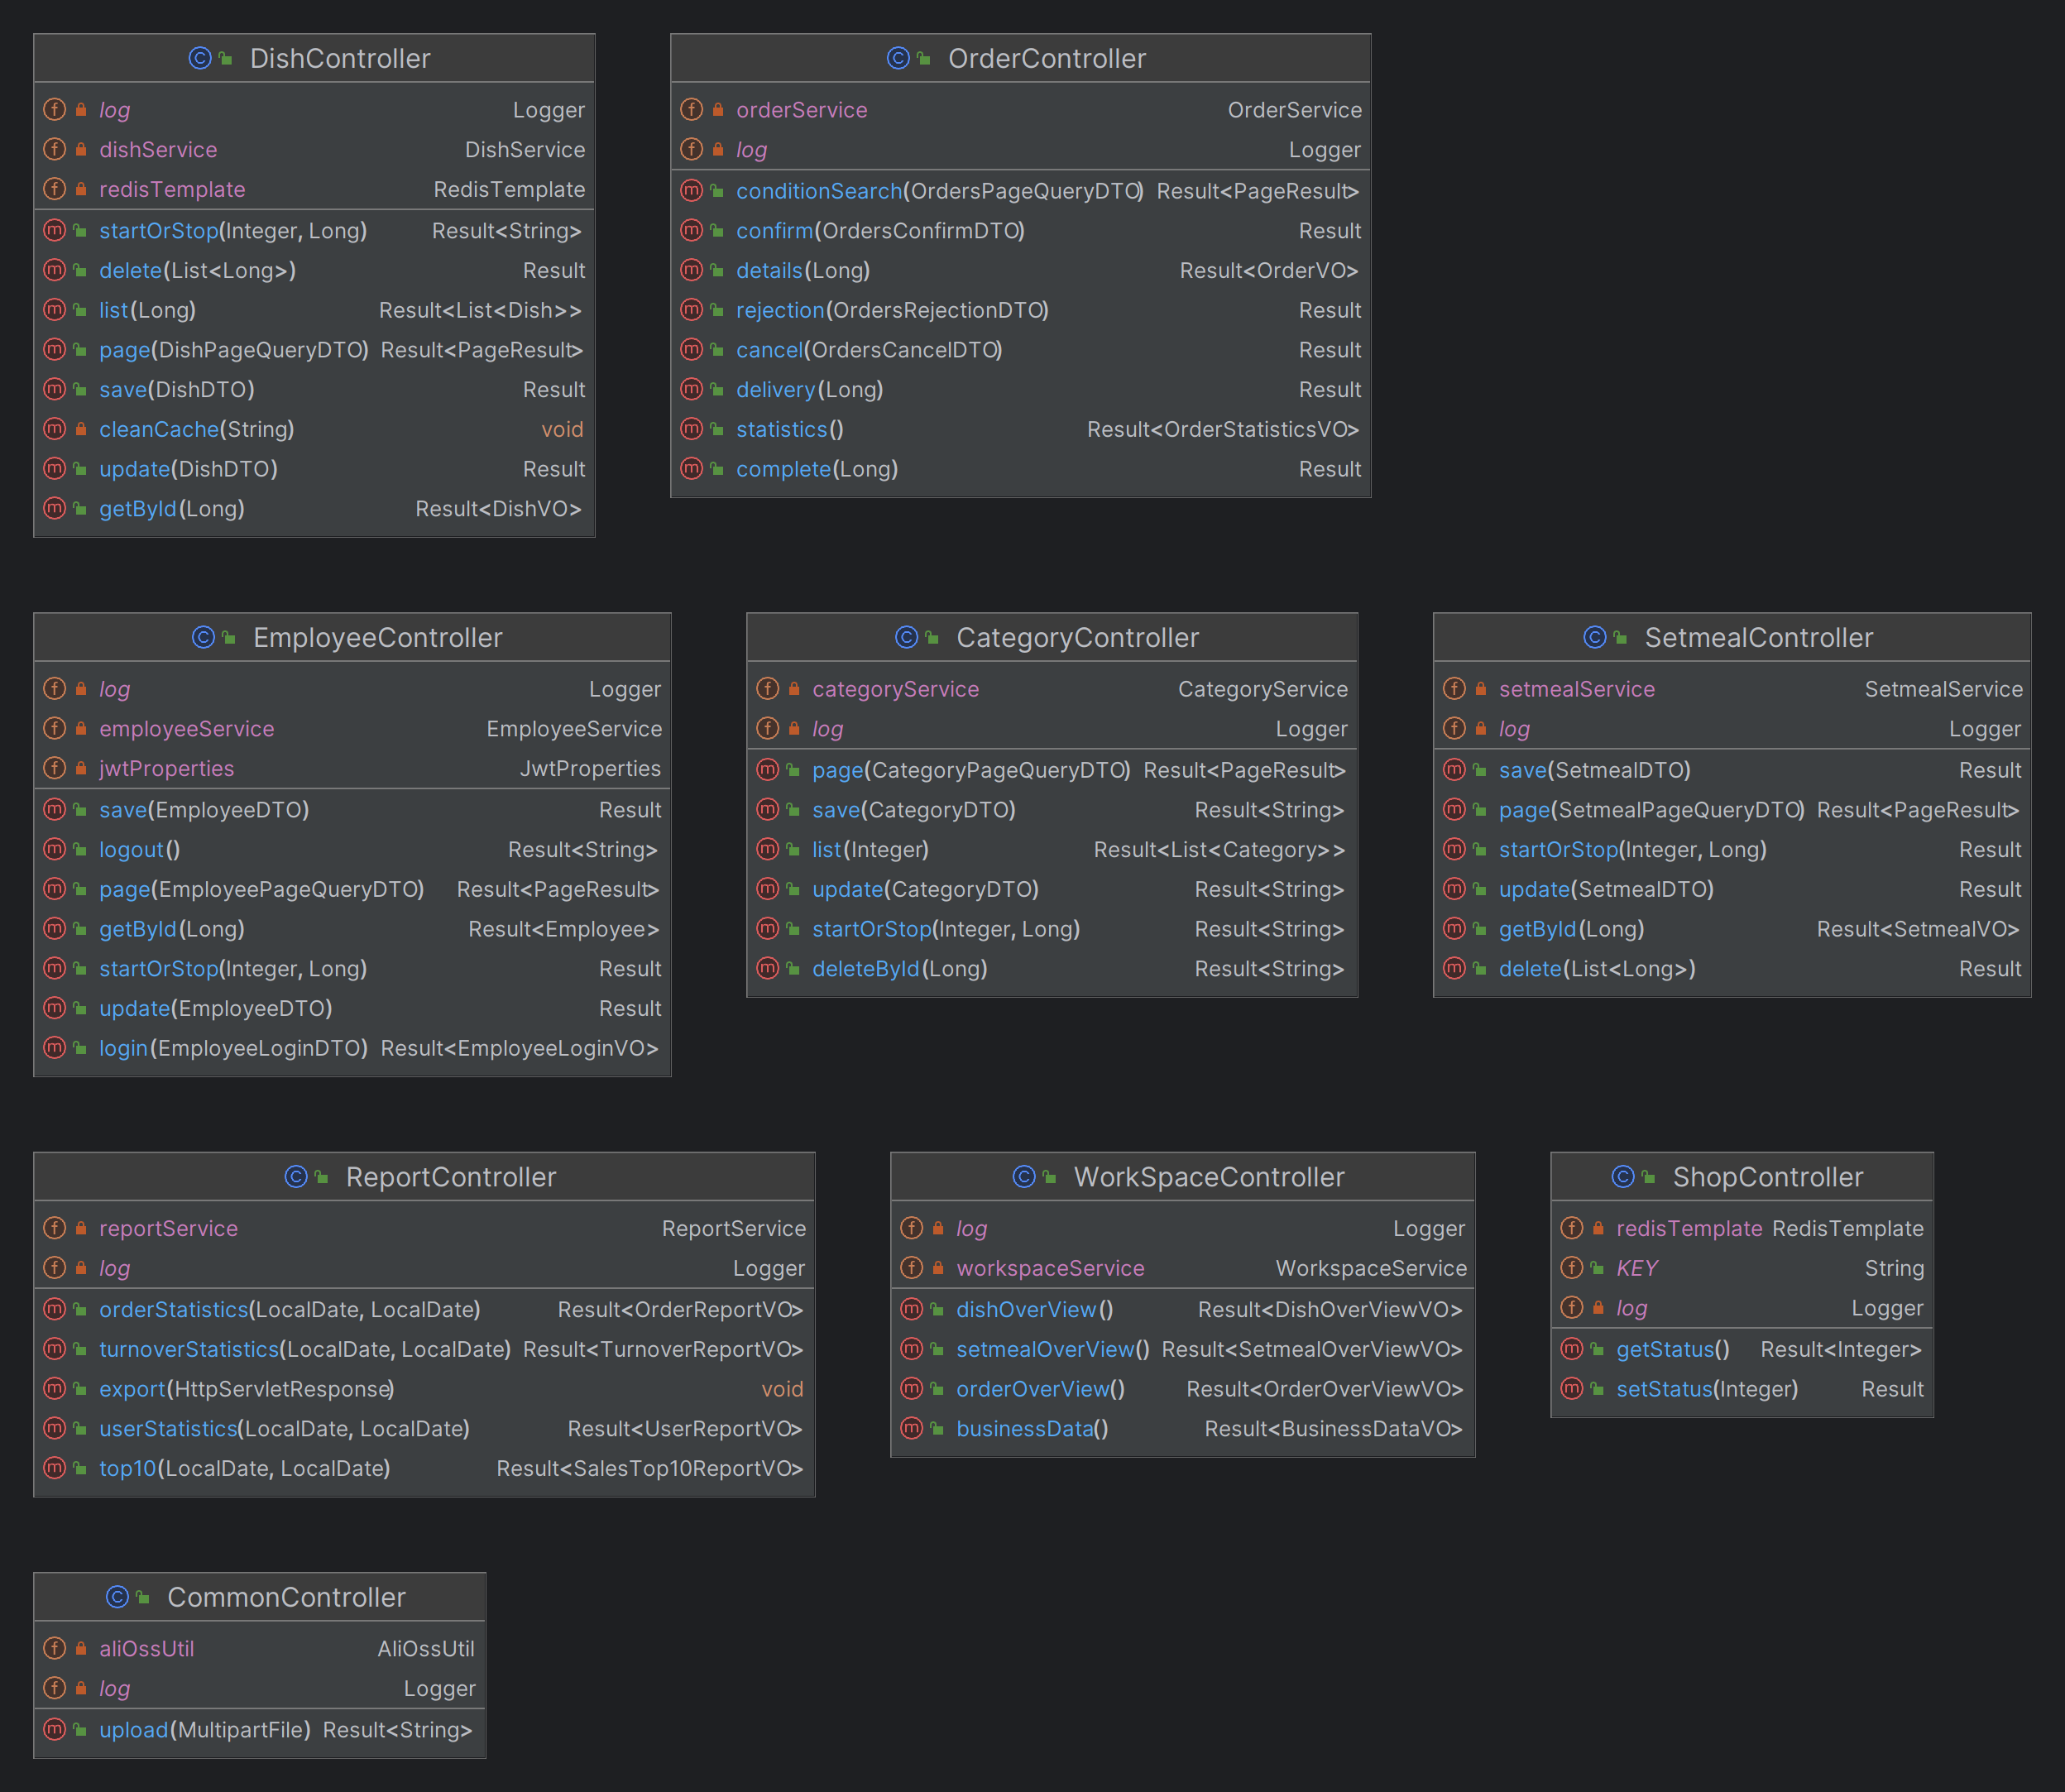 DishController
log Logger
dishService DishService
redisTemplate RedisTemplate
startOrStop(Integer, Long) Result<String>
delete(List<Long>) Result
list(Long) Result<List<Dish>>
page(DishPageQueryDTO) Result<PageResult>
save(DishDTO) Result
cleanCache(String) void
update(DishDTO) Result
getById(Long) Result<DishVO>
OrderController
orderService OrderService
log Logger
conditionSearch(OrdersPageQueryDTO) Result<PageResult>
confirm(OrdersConfirmDTO) Result
details(Long) Result<OrderVO>
rejection(OrdersRejectionDTO) Result
cancel(OrdersCancelDTO) Result
delivery(Long) Result
statistics() Result<OrderStatisticsVO>
complete(Long) Result
EmployeeController
log Logger
employeeService EmployeeService
jwtProperties JwtProperties
save(EmployeeDTO) Result
logout() Result<String>
page(EmployeePageQueryDTO) Result<PageResult>
getById(Long) Result<Employee>
startOrStop(Integer, Long) Result
update(EmployeeDTO) Result
login(EmployeeLoginDTO) Result<EmployeeLoginVO>
CategoryController
categoryService CategoryService
log Logger
page(CategoryPageQueryDTO) Result<PageResult>
save(CategoryDTO) Result<String>
list(Integer) Result<List<Category>>
update(CategoryDTO) Result<String>
startOrStop(Integer, Long) Result<String>
deleteById(Long) Result<String>
SetmealController
setmealService SetmealService
log Logger
save(SetmealDTO) Result
page(SetmealPageQueryDTO) Result<PageResult>
startOrStop(Integer, Long) Result
update(SetmealDTO) Result
getById(Long) Result<SetmealVO>
delete(List<Long>) Result
ReportController
reportService ReportService
log Logger
orderStatistics(LocalDate, LocalDate) Result<OrderReportVO>
turnoverStatistics(LocalDate, LocalDate) Result<TurnoverReportVO>
export(HttpServletResponse) void
userStatistics(LocalDate, LocalDate) Result<UserReportVO>
top10(LocalDate, LocalDate) Result<SalesTop10ReportVO>
WorkSpaceController
log Logger
workspaceService WorkspaceService
dishOverView() Result<DishOverViewVO>
setmealOverView() Result<SetmealOverViewVO>
orderOverView() Result<OrderOverViewVO>
businessData() Result<BusinessDataVO>
ShopController
redisTemplate RedisTemplate
KEY String
log Logger
getStatus() Result<Integer>
setStatus(Integer) Result
CommonController
aliOssUtil AliOssUtil
log Logger
upload(MultipartFile) Result<String>